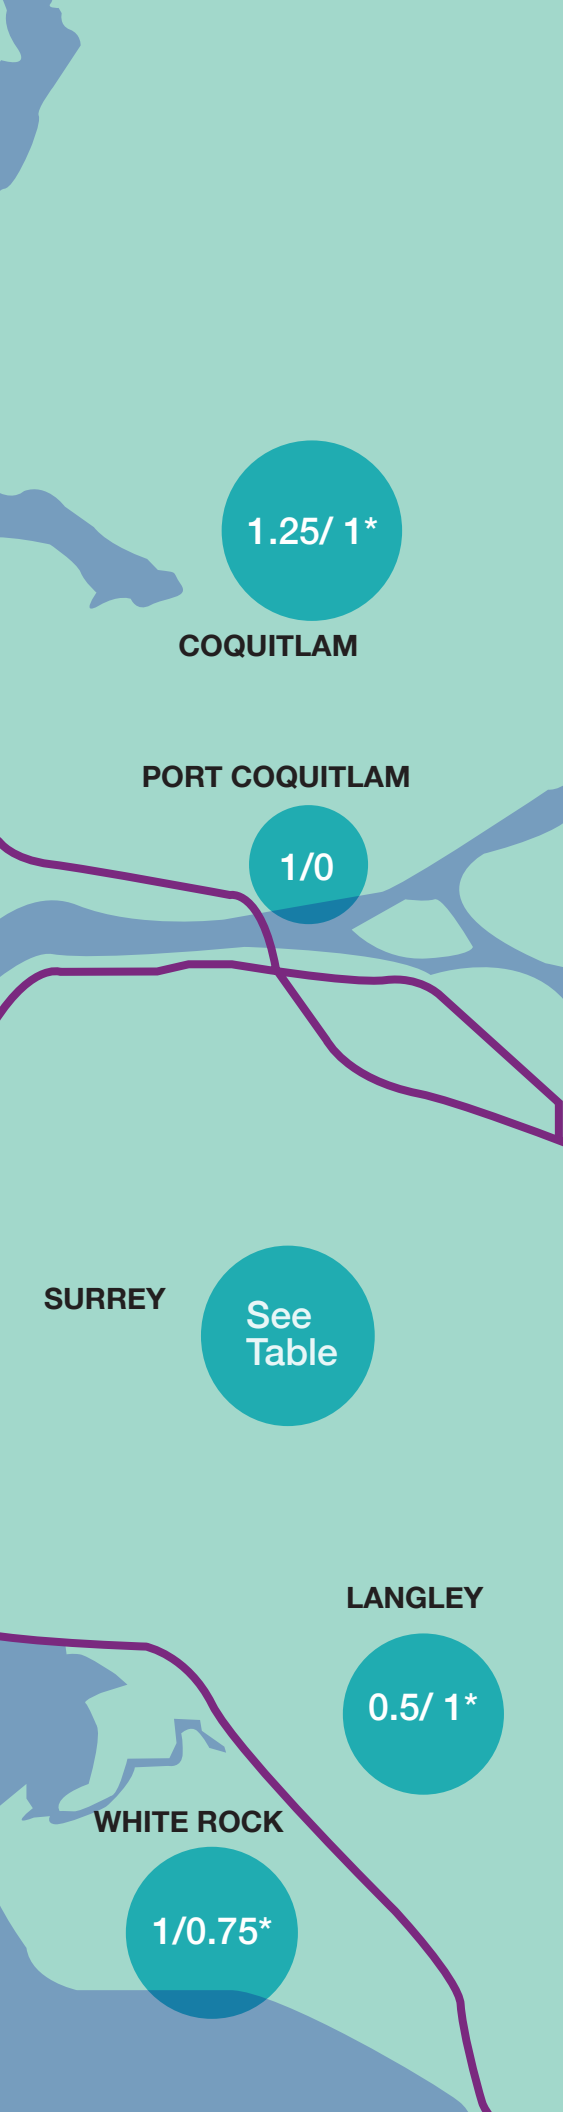 1.25/ 1*
COQUITLAM
PORT COQUITLAM
1/0
SURREY
See
Table
LANGLEY
0.5/ 1*
WHITE ROCK
1/0.75*